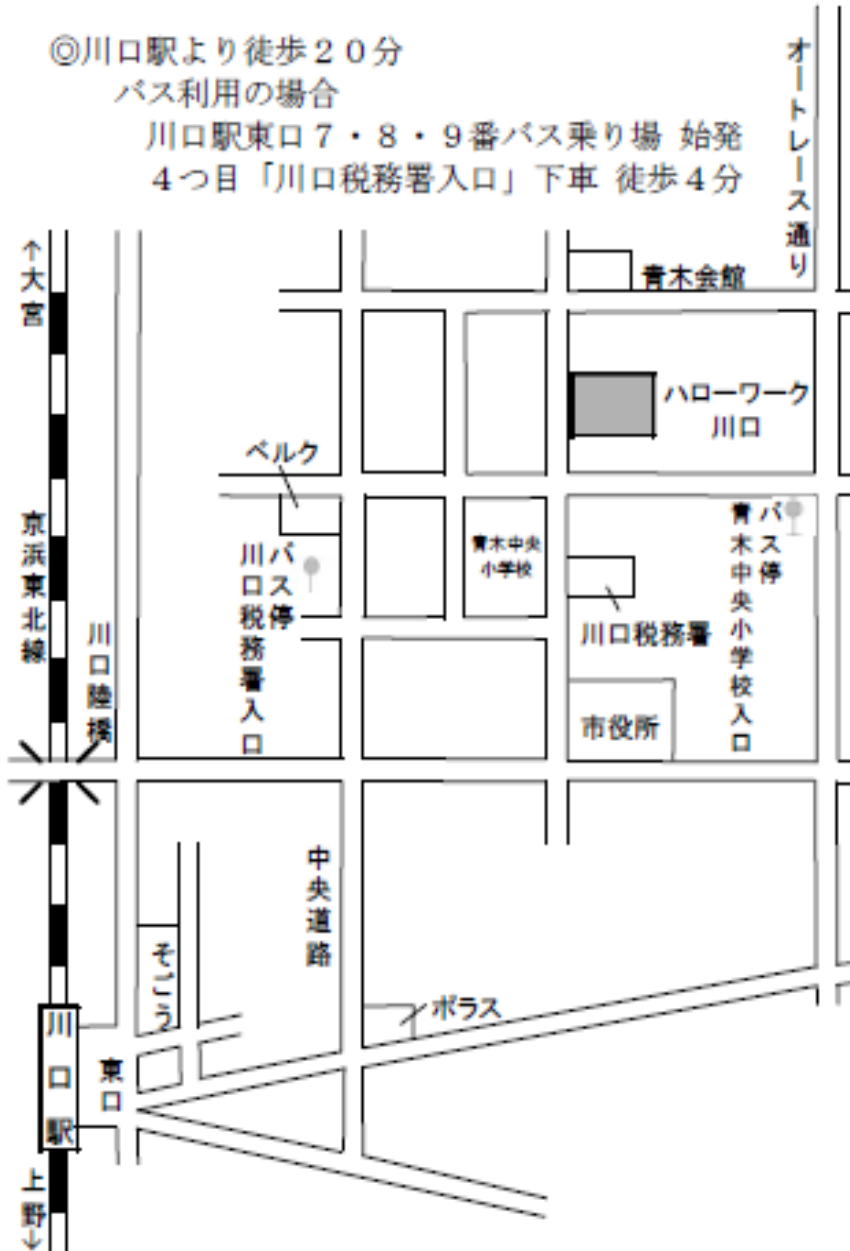 ◎川口駅より徒歩20分
バス利用の場合
川口駅東口7・8・9番バス乗り場 始発
4つ目「川口税務署入口」下車 徒歩4分
オートレース通り
↑大宮
青木会館
ハローワーク
川口
ベルク
京浜東北線
バス停
川口税務署入口
青木中央
小学校
バス停
青木中央小学校入口
川口税務署
川口陸橋
市役所
中央道路
そごう
ポラス
川口駅
東口
上野↓